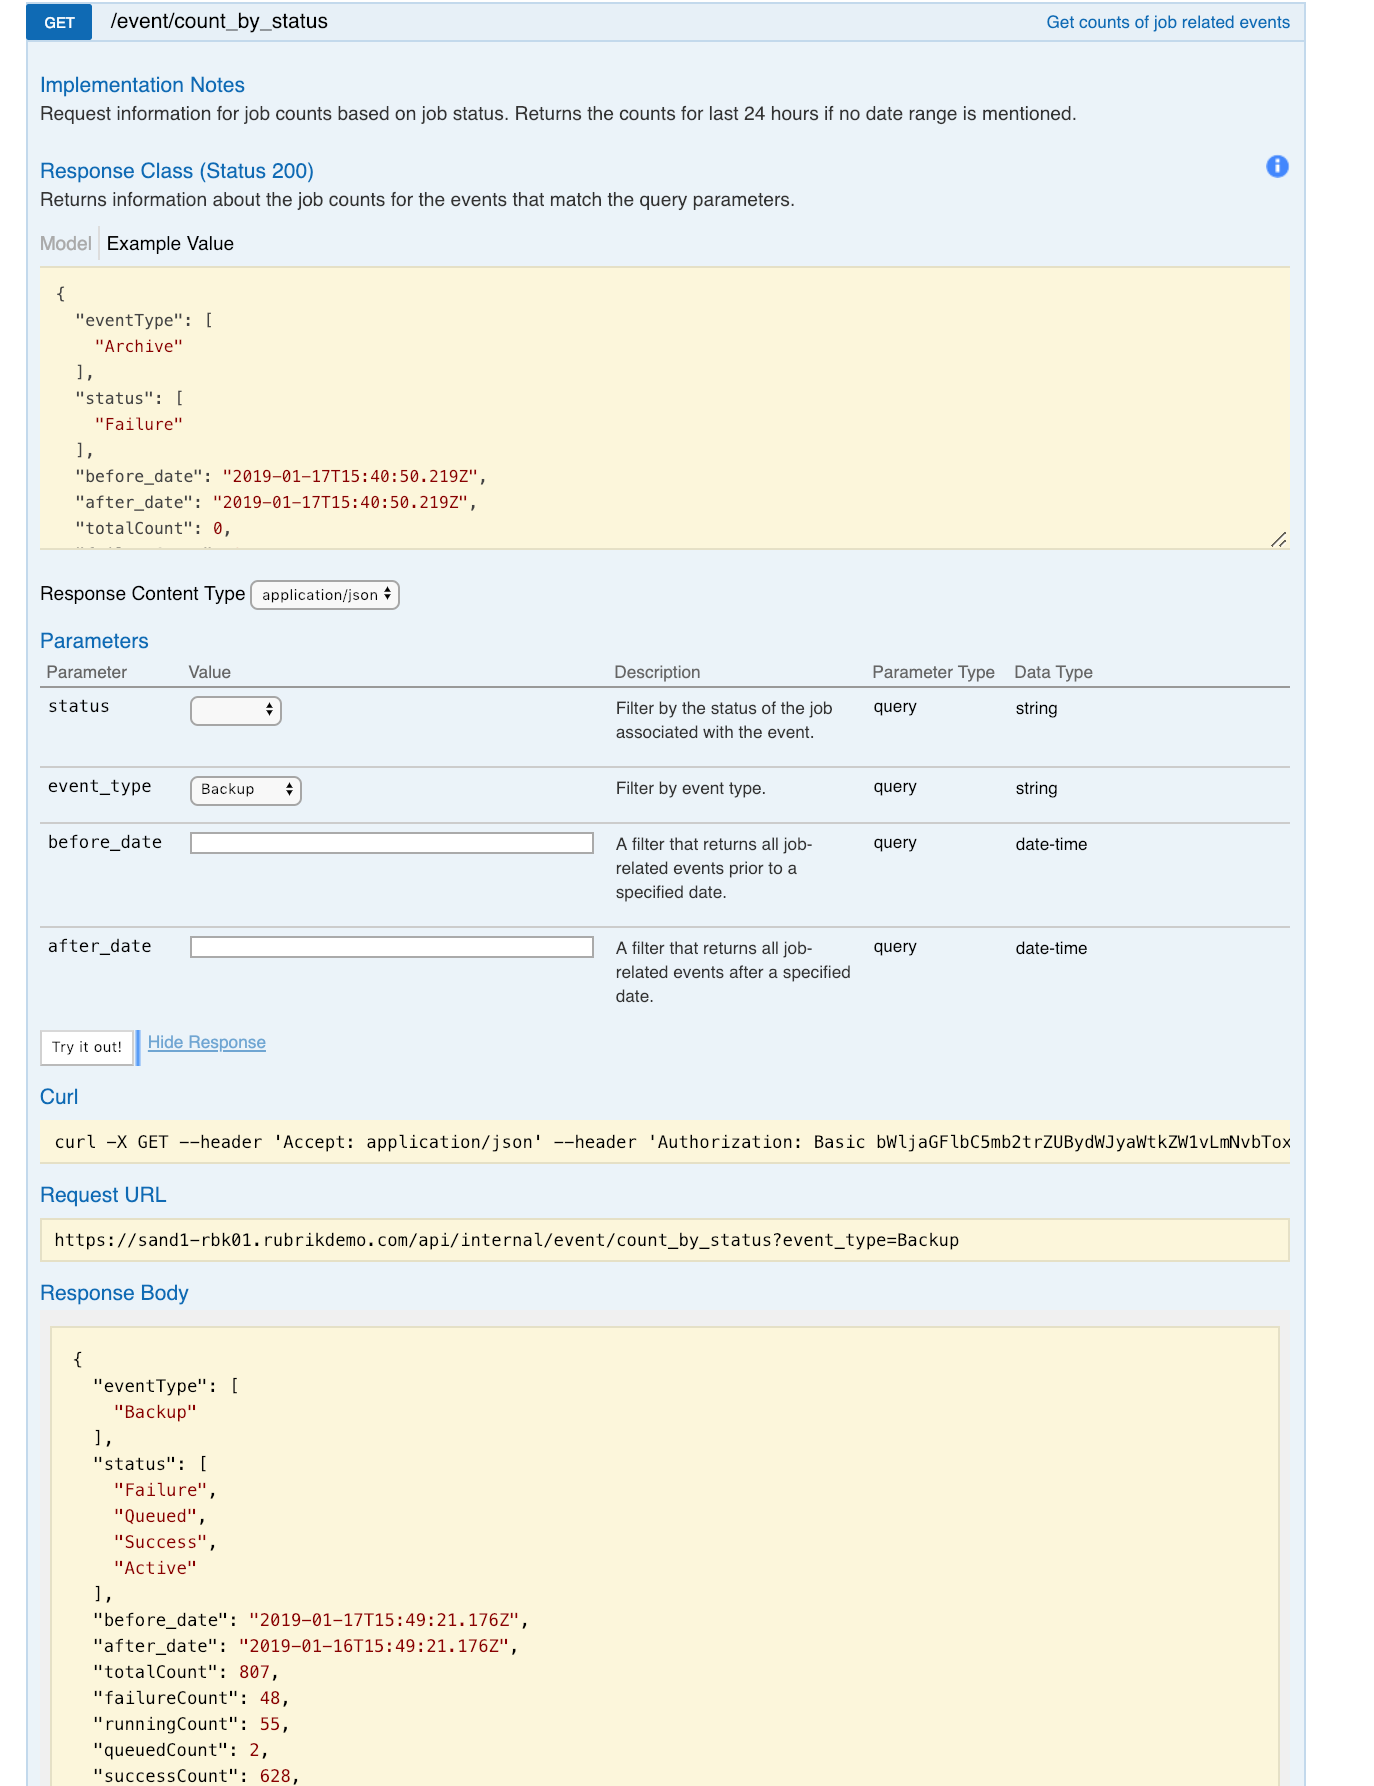 GET /event/count_by_status Get counts of job related events
Implementation Notes
Request information for job counts based on job status. Returns the counts for last 24 hours if no date range is mentioned.
Response Class (Status 200)
Returns information about the job counts for the events that match the query parameters.
Model Example Value
{
"eventType": [
"Archive"
],
"status": [
"Failure"
],
"before_date": "2019-01-17T15:40:50.219Z",
"after_date": "2019-01-17T15:40:50.219Z",
"totalCount": 0,
Response Content Type application/json
Parameters
Parameter Value Description Parameter Type Data Type
status Filter by the status of the job query string
associated with the event.
event_type Backup Filter by event type. query string
before_date A filter that returns all job- query date-time
related events prior to a
specified date.
after_date A filter that returns all job- query date-time
related events after a specified
date.
Try it out! Hide Response
Curl
curl -X GET --header 'Accept: application/json' --header 'Authorization: Basic bWljaGFlbC5mb2trZUBydWJyaWtkZW1vLmNvbTox
Request URL
https://sand1-rbk01.rubrikdemo.com/api/internal/event/count_by_status?event_type=Backup
Response Body
{
"eventType": [
"Backup"
],
"status": [
"Failure",
"Queued",
"Success",
"Active"
],
"before_date": "2019-01-17T15:49:21.176Z",
"after_date": "2019-01-16T15:49:21.176Z",
"totalCount": 807,
"failureCount": 48,
"runningCount": 55,
"queuedCount": 2,
"successCount": 628,